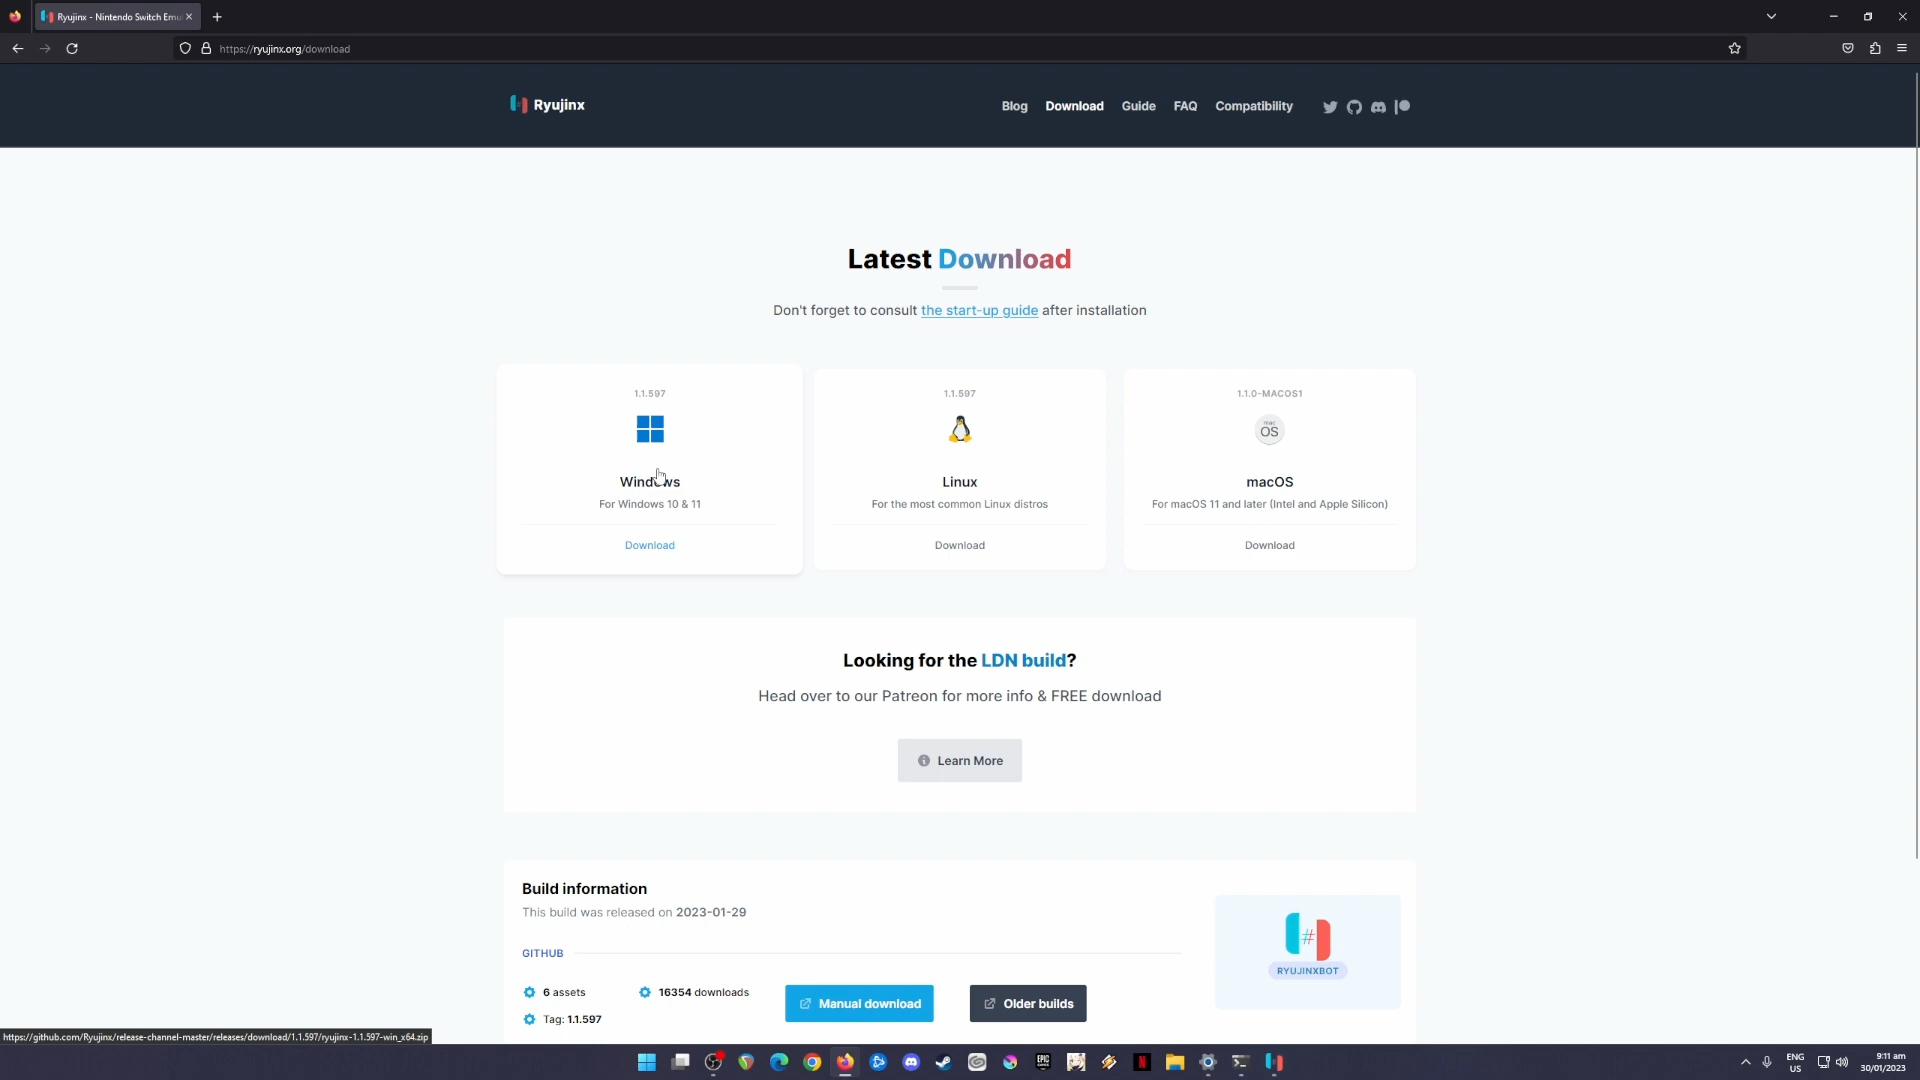 Ryujinx - Nintendo Switch Emu
https://ryujinx.org/download
Ryujinx
Blog
Download
Guide
FAQ
Compatibility
Latest Download
Don't forget to consult the start-up guide after installation
1.1.597
Windows
For Windows 10 & 11
Download
1.1.597
Linux
For the most common Linux distros
Download
1.1.0-MACOS1
mac
OS
macOS
For macOS 11 and later (Intel and Apple Silicon)
Download
Looking for the LDN build?
Head over to our Patreon for more info & FREE download
Learn More
Build information
This build was released on 2023-01-29
GITHUB
6 assets
16354 downloads
Tag: 1.1.597
Manual download
Older builds
#
RYUJINXBOT
https://github.com/Ryujinx/release-channel-master/releases/download/1.1.597/ryujinx-1.1.597-win_x64.zip
EPIC
GAMES
N
ENG
US
9:11 am
30/01/2023